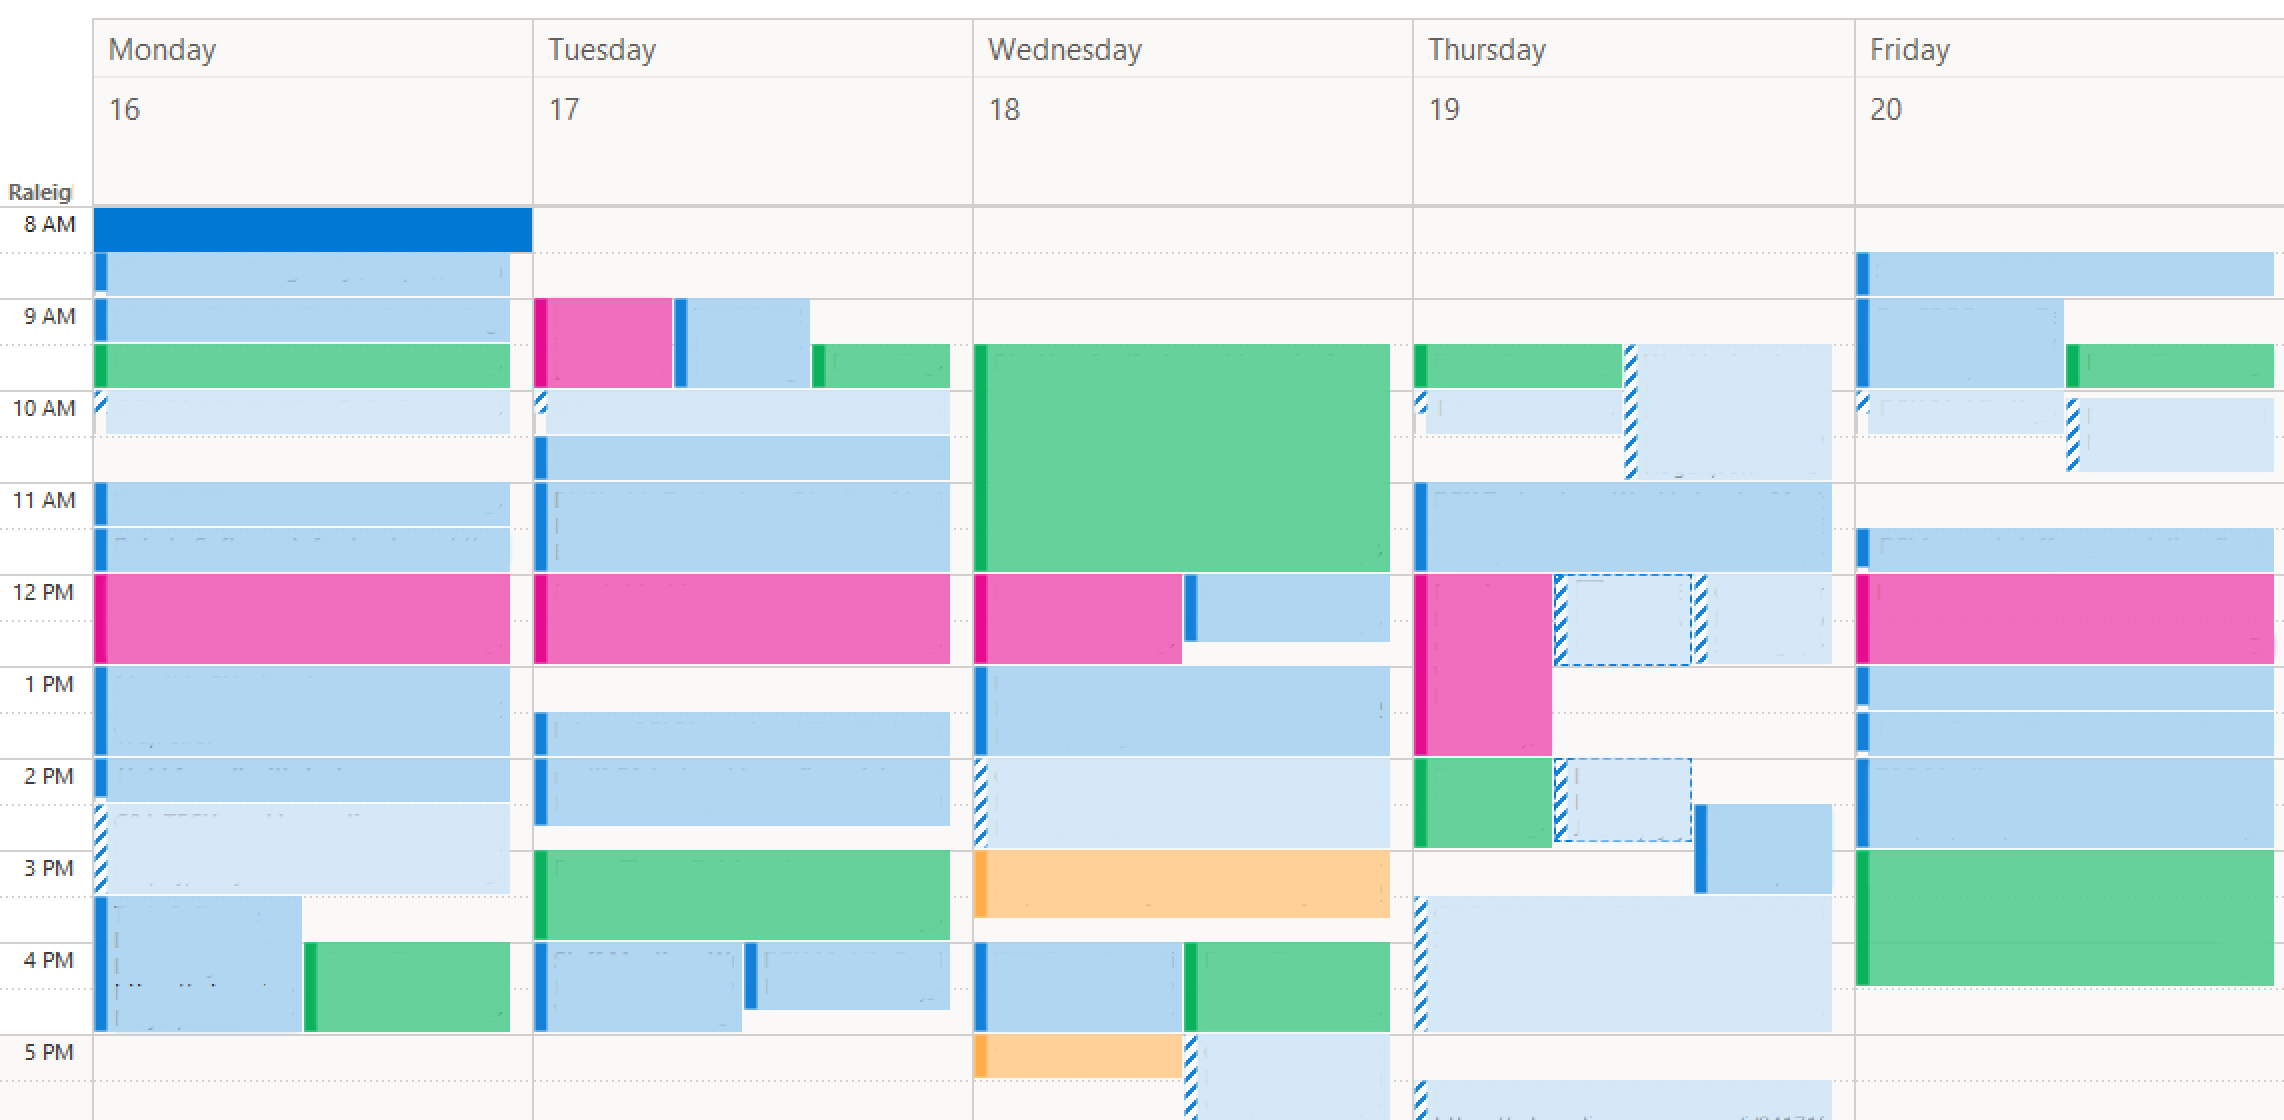 Monday Tuesday Wednesday Thursday Friday
16 17 18 19 20
Raleig
8 AM
9 AM
10 AM
11 AM
12 PM
1 PM
2 PM
3 PM
4 PM
5 PM